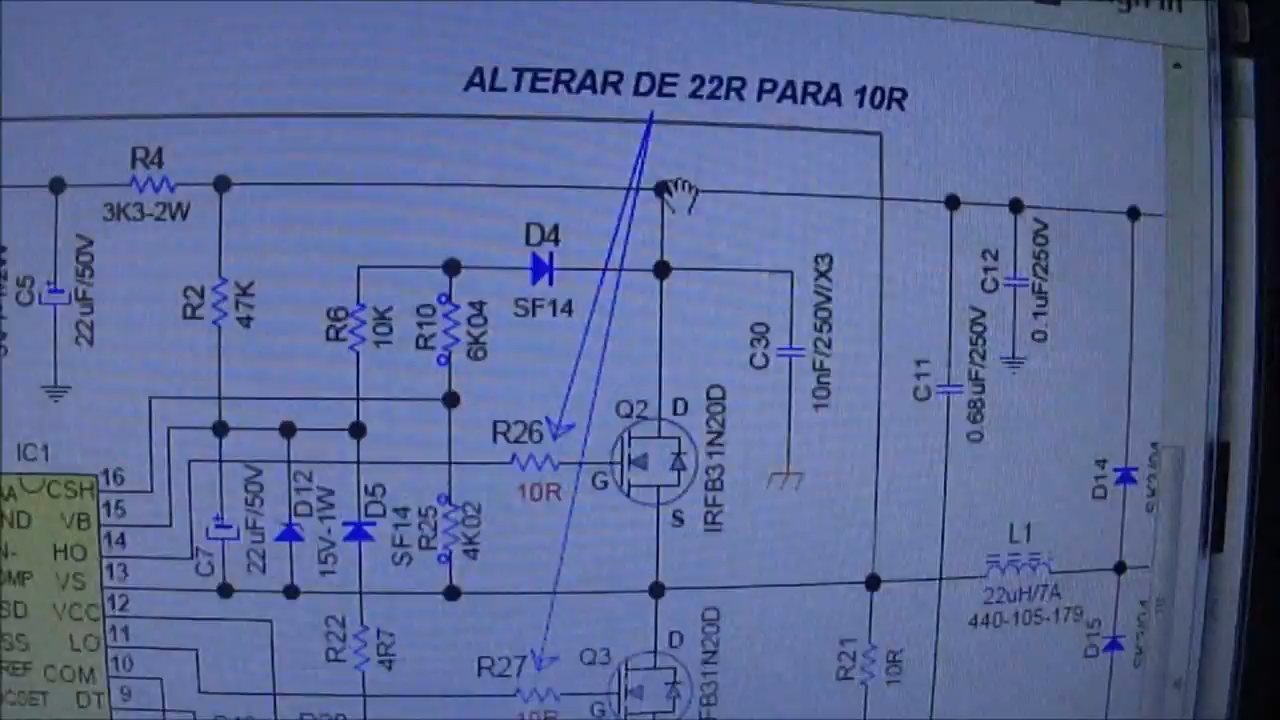 ALTERAR DE 22R PARA 10R
R4
3K3-2W
C5
22uF/50V
R2
47K
D4
SF14
R6
10K
R10
6K04
C30
10nF/250V/X3
C12
0.1uF/250V
C11
0.68uF/250V
Q2
D
G
S
IRFB31N20D
R26
10R
IC1
16
CSH
15
VB
14
HO
13
VS
12
VCC
SD
11
LO
SS
10
COM
REF
9
DT
C7
22uF/50V
D12
15V-1W
D5
SF14
R25
4K02
R22
4R7
R27
10R
Q3
D
G
R21
10R
L1
22uH/7A
440-105-179
D14
D15